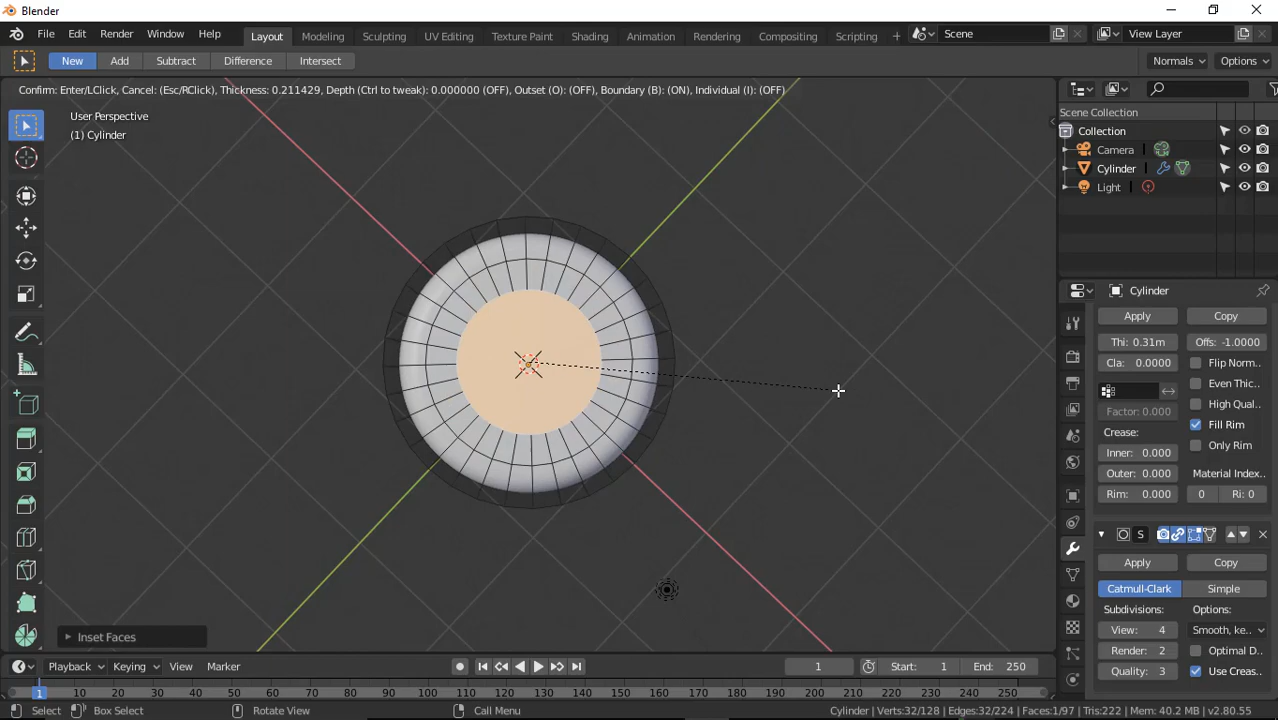 Blender
File Edit Render Window Help Layout Modeling Sculpting UV Editing Texture Paint Shading Animation Rendering Compositing Scripting + Scene View Layer
New Add Subtract Difference Intersect Normals Options
Confirm: Enter/LClick, Cancel: (Esc/RClick), Thickness: 0.211429, Depth (Ctrl to tweak): 0.000000 (OFF), Outset (O): (OFF), Boundary (B): (ON), Individual (I): (OFF)
User Perspective
(1) Cylinder
Scene Collection
Collection
Camera
Cylinder
Light
Cylinder
Apply Copy
Thi: 0.31m Offs: -1.0000
Cla: 0.0000 Flip Norm..
Even Thic..
High Qual..
Factor: 0.000
Fill Rim
Crease:
Only Rim
Inner: 0.000
Outer: 0.000 Material Index..
Rim: 0.000 0 Ri: 0
S
Apply Copy
Catmull-Clark Simple
Subdivisions: Options:
View: 4 Smooth, ke..
Render: 2 Optimal D..
Quality: 3 Use Creas..
Inset Faces
Playback Keying View Marker 1 Start: 1 End: 250
1 10 20 30 40 50 60 70 80 90 100 110 120 130 140 150 160 170 180 190 200 210 220 230 240 250
Select Box Select Rotate View Call Menu Cylinder | Verts:32/128 | Edges:32/224 | Faces:1/97 | Tris:222 | Mem: 40.2 MB | v2.80.55